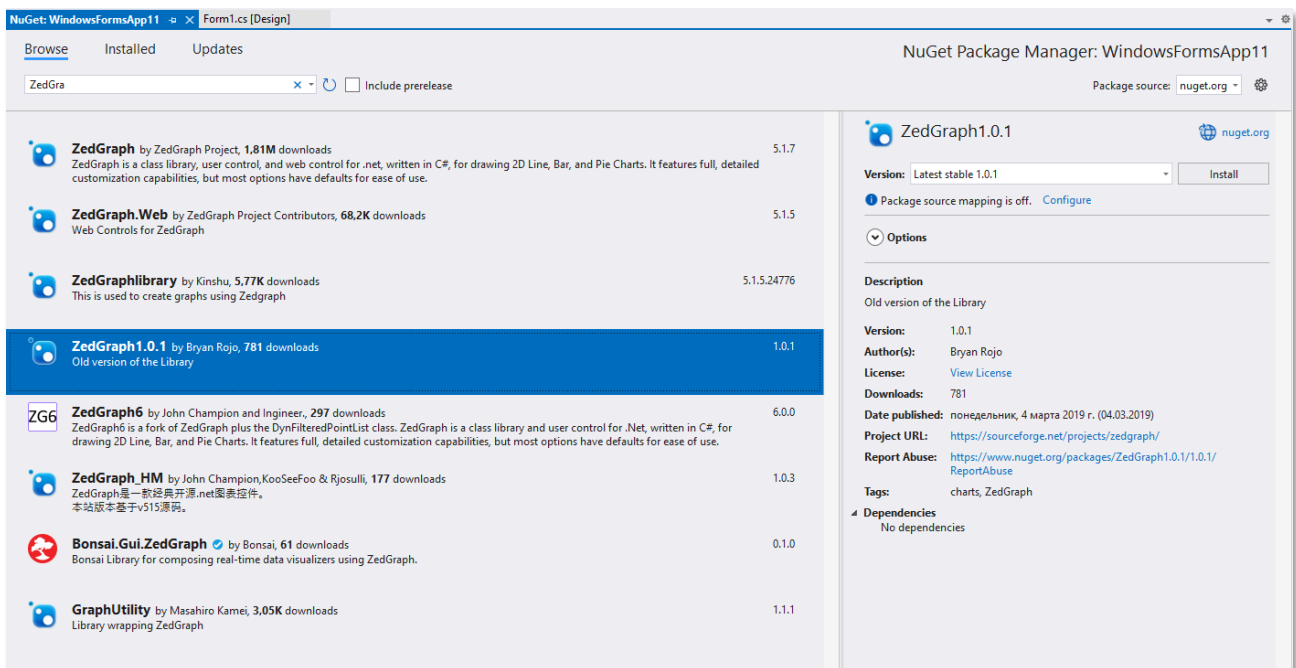 NuGet: WindowsFormsApp11
Form1.cs [Design]
Browse Installed Updates
NuGet Package Manager: WindowsFormsApp11
ZedGra
Include prerelease
Package source: nuget.org
ZedGraph by ZedGraph Project, 1,81M downloads
5.1.7
ZedGraph is a class library, user control, and web control for .net, written in C#, for drawing 2D Line, Bar, and Pie Charts. It features full, detailed
customization capabilities, but most options have defaults for ease of use.
ZedGraph.Web by ZedGraph Project Contributors, 68,2K downloads
5.1.5
Web Controls for ZedGraph
ZedGraphlibrary by Kinshu, 5,77K downloads
5.1.5.24776
This is used to create graphs using Zedgraph
ZedGraph1.0.1 by Bryan Rojo, 781 downloads
1.0.1
Old version of the Library
ZG6
ZedGraph6 by John Champion and Ingineer., 297 downloads
6.0.0
ZedGraph6 is a fork of ZedGraph plus the DynFilteredPointList class. ZedGraph is a class library and user control for .Net, written in C#, for
drawing 2D Line, Bar, and Pie Charts. It features full, detailed customization capabilities, but most options have defaults for ease of use.
ZedGraph_HM by John Champion,KooSeeFoo & Rjosulli, 177 downloads
1.0.3
ZedGraph是一款经典开源.net图表控件。
本站版本基于v515源码。
Bonsai.Gui.ZedGraph by Bonsai, 61 downloads
0.1.0
Bonsai Library for composing real-time data visualizers using ZedGraph.
GraphUtility by Masahiro Kamei, 3,05K downloads
1.1.1
Library wrapping ZedGraph
ZedGraph1.0.1
nuget.org
Version: Latest stable 1.0.1
Install
Package source mapping is off. Configure
Options
Description
Old version of the Library
Version: 1.0.1
Author(s): Bryan Rojo
License: View License
Downloads: 781
Date published: понедельник, 4 марта 2019 г. (04.03.2019)
Project URL: https://sourceforge.net/projects/zedgraph/
Report Abuse: https://www.nuget.org/packages/ZedGraph1.0.1/1.0.1/
ReportAbuse
Tags: charts, ZedGraph
Dependencies
No dependencies